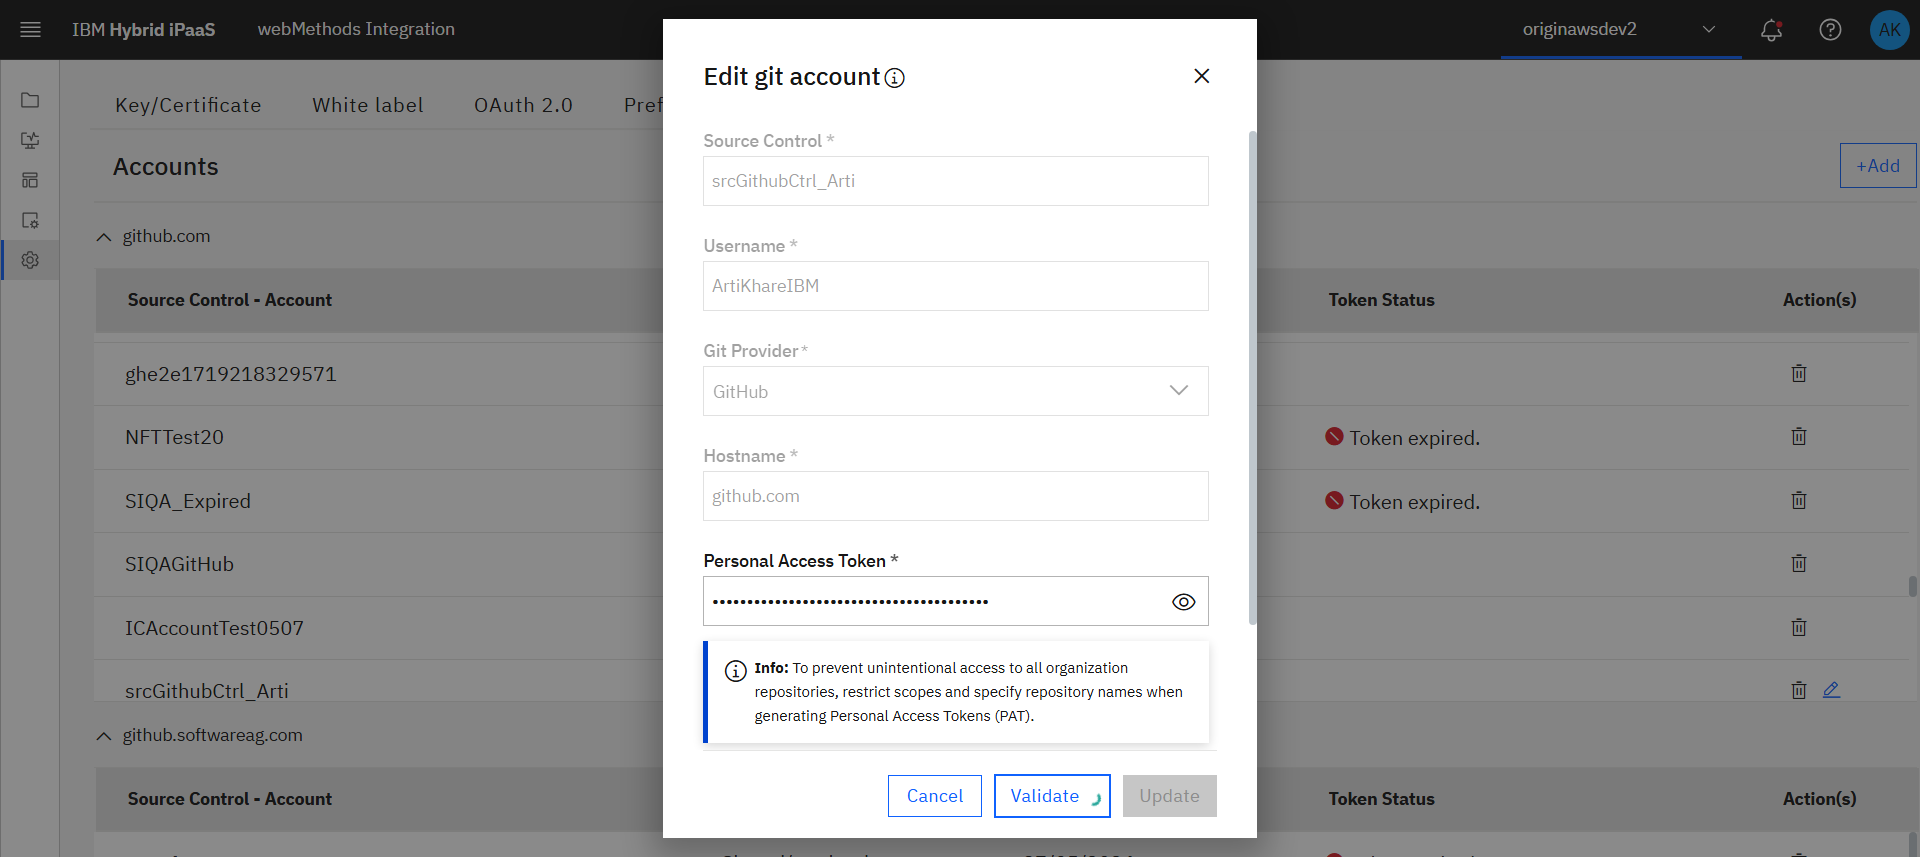 IBM Hybrid iPaaS webMethods Integration originawsdev2 AK
Key/Certificate White label OAuth 2.0 Pref
Accounts
+Add
github.com
Source Control - Account Token Status Action(s)
ghe2e1719218329571
NFTTest20 Token expired.
SIQA_Expired Token expired.
SIQAGitHub
ICAccountTest0507
srcGithubCtrl_Arti
github.softwareag.com
Source Control - Account Token Status Action(s)
Edit git account
Source Control *
srcGithubCtrl_Arti
Username *
ArtiKhareIBM
Git Provider *
GitHub
Hostname *
github.com
Personal Access Token *
••••••••••••••••••••••••••••••••••••••••
Info: To prevent unintentional access to all organization
repositories, restrict scopes and specify repository names when
generating Personal Access Tokens (PAT).
Cancel Validate Update